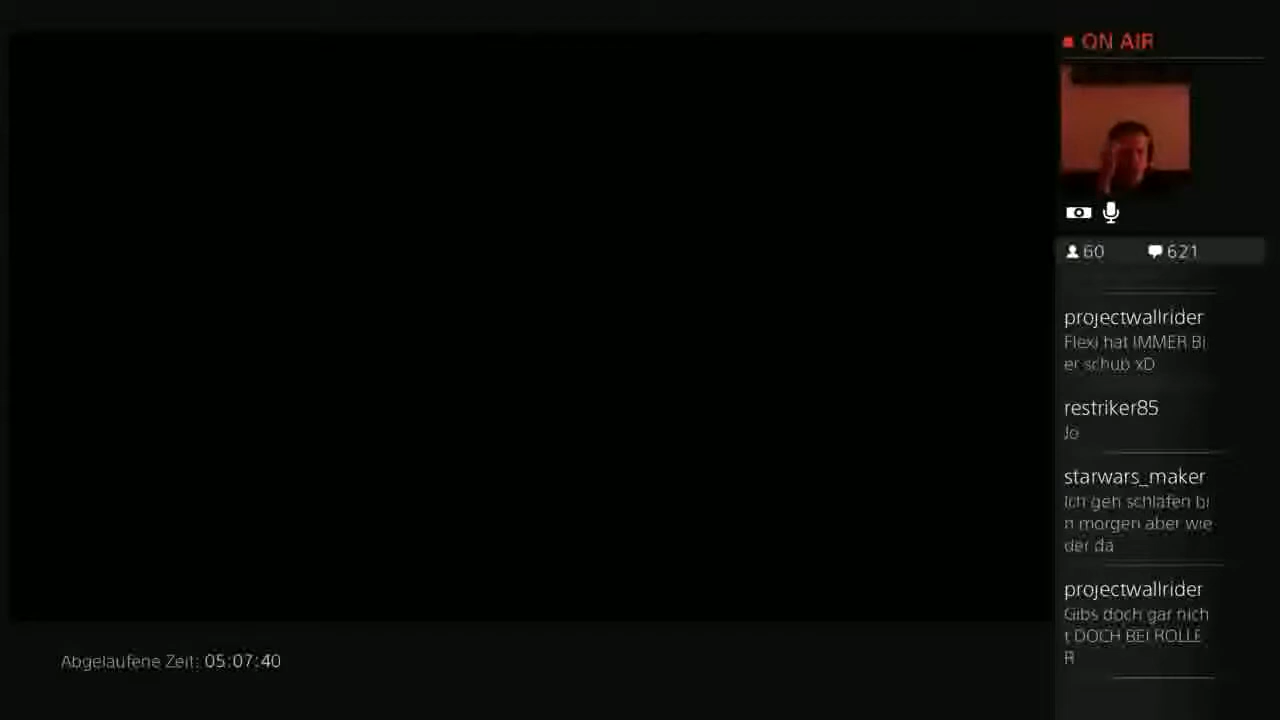 ON AIR
60 621
projectwallrider
Flexi hat IMMER Bi
er schub xD
restriker85
Jo
starwars_maker
Ich geh schlafen bi
n morgen aber wie
der da
projectwallrider
Gibs doch gar nich
t DOCH BEI ROLLE
R
Abgelaufene Zeit: 05:07:40